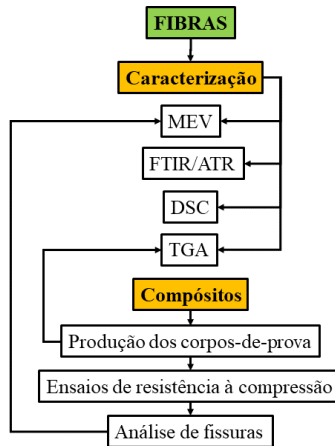 FIBRAS
Caracterização
MEV
FTIR/ATR
DSC
TGA
Compósitos
Produção dos corpos-de-prova
Ensaios de resistência à compressão
Análise de fissuras